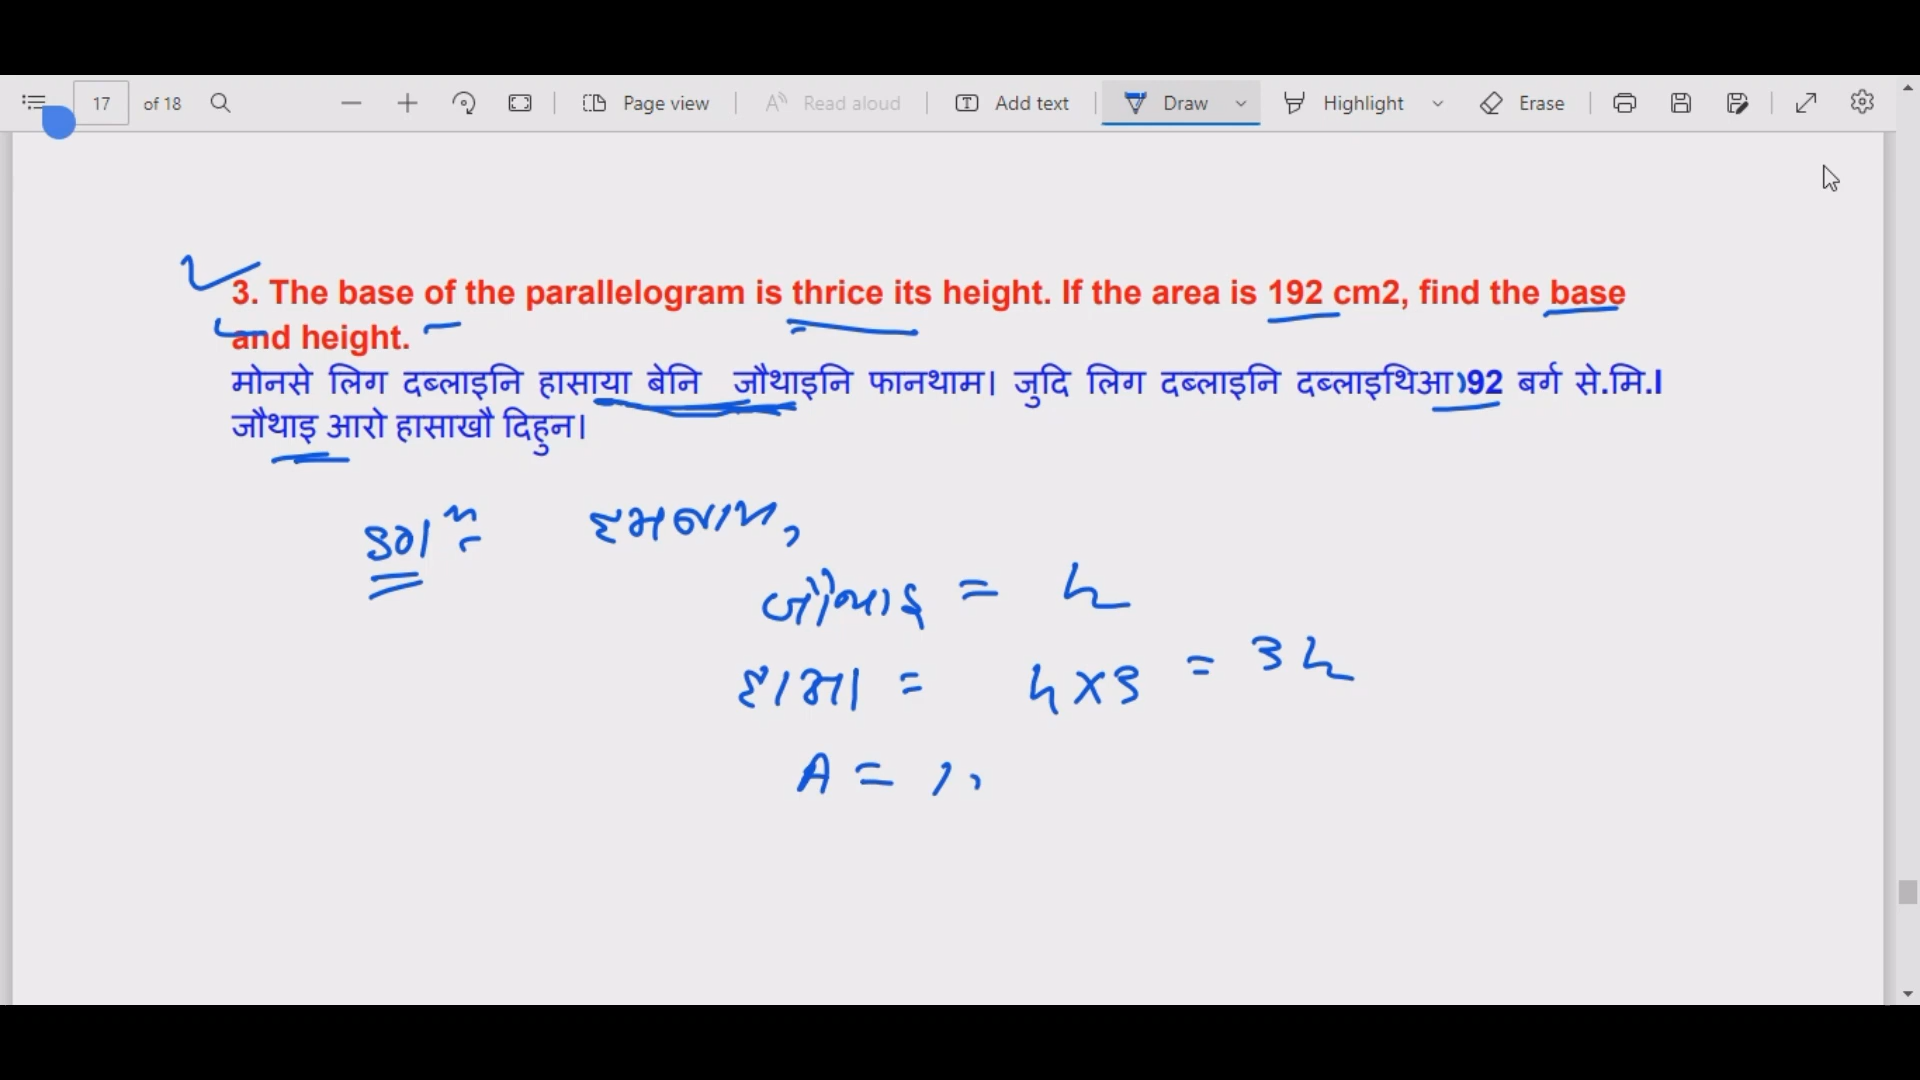 17 of 18 Page view Read aloud Add text Draw Highlight Erase
3. The base of the parallelogram is thrice its height. If the area is 192 cm2, find the base
and height.
मोनसे लिग दब्लाइनि हासाया बेनि जौथाइनि फानथाम। जुदि लिग दब्लाइनि दब्लाइथिआ 192 बर्ग से.मि.l
जौथाइ आरो हासाखौ दिहुन।
Solⁿ:
जौथाइ = h
हासा = h x 3 = 3h
A =